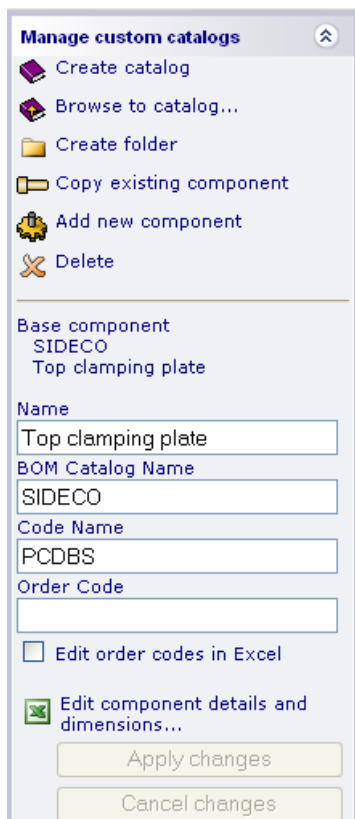 Manage custom catalogs
Create catalog
Browse to catalog...
Create folder
Copy existing component
Add new component
Delete
Base component
SIDECO
Top clamping plate
Name
Top clamping plate
BOM Catalog Name
SIDECO
Code Name
PCDBS
Order Code
Edit order codes in Excel
Edit component details and
dimensions...
Apply changes
Cancel changes